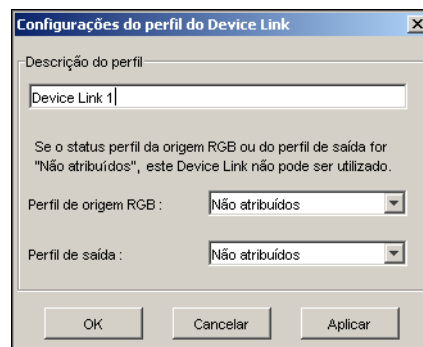 Configurações do perfil do Device Link
Descrição do perfil
Device Link 1
Se o status perfil da origem RGB ou do perfil de saída for
"Não atribuídos", este Device Link não pode ser utilizado.
Perfil de origem RGB : Não atribuídos
Perfil de saída : Não atribuídos
OK Cancelar Aplicar